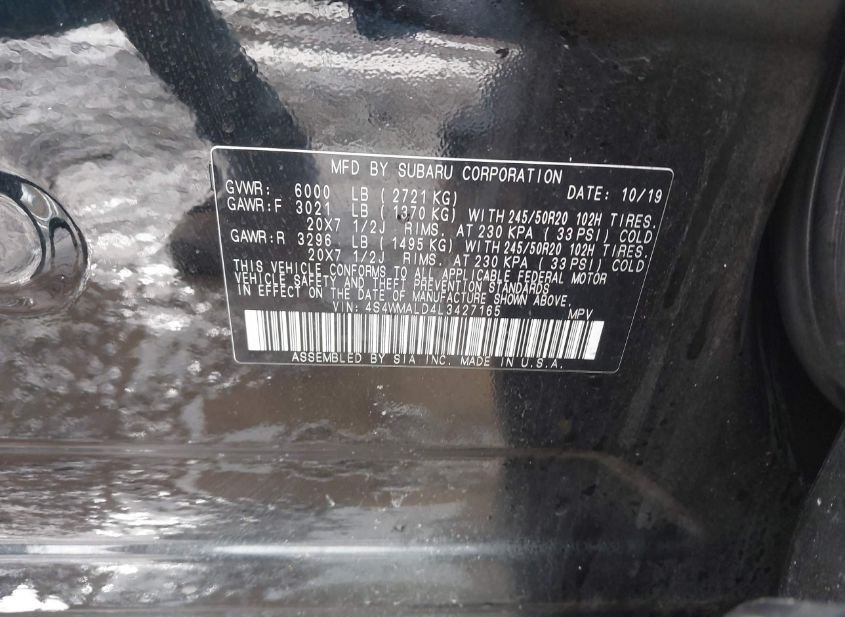 MFD BY SUBARU CORPORATION
GVWR: 6000 LB ( 2721 KG) DATE: 10/19
GAWR:F 3021 LB ( 1370 KG) WITH 245/50R20 102H TIRES.
20X7 1/2J RIMS. AT 230 KPA ( 33 PSI) COLD
GAWR:R 3296 LB ( 1495 KG) WITH 245/50R20 102H TIRES.
20X7 1/2J RIMS. AT 230 KPA ( 33 PSI) COLD.
THIS VEHICLE CONFORMS TO ALL APPLICABLE FEDERAL MOTOR
VEHICLE SAFETY AND THEFT PREVENTION STANDARDS
IN EFFECT ON THE DATE OF MANUFACTURE SHOWN ABOVE.
VIN: 4S4WMALD4L3427165 MPV
ASSEMBLED BY SIA INC. MADE IN U.S.A.